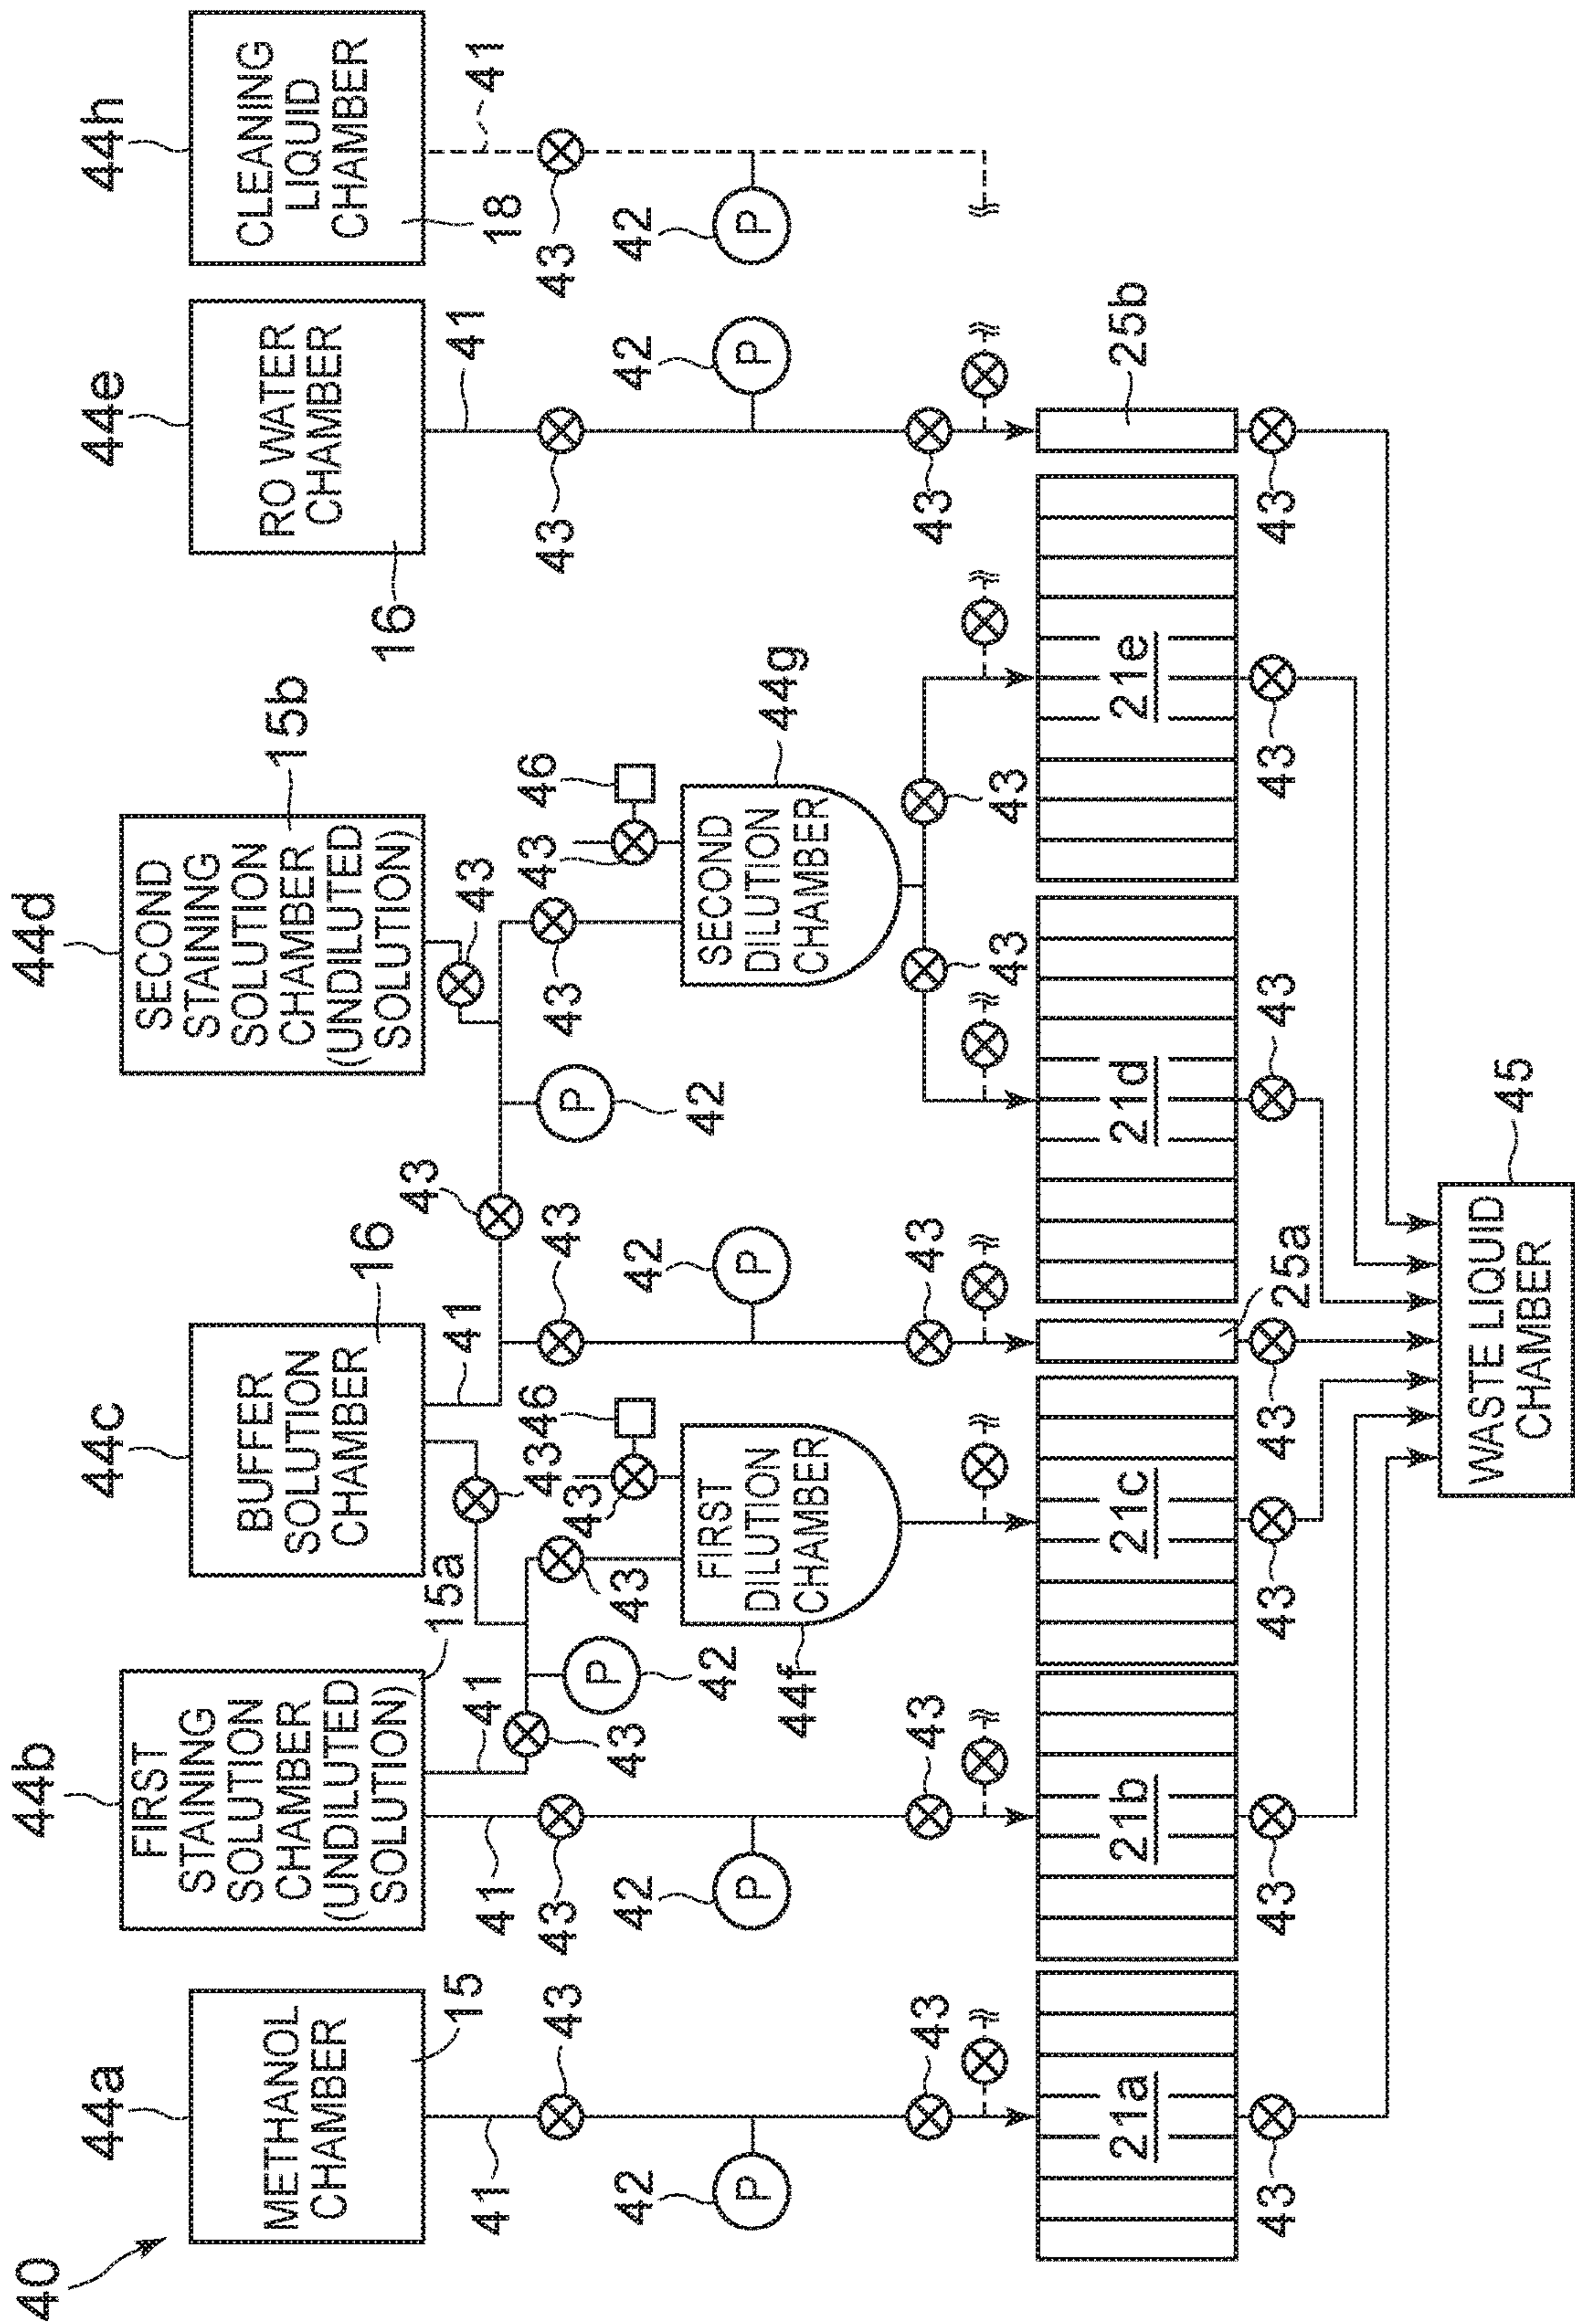 40
44a
METHANOL
CHAMBER
15
44b
FIRST
STAINING
SOLUTION
CHAMBER
(UNDILUTED
SOLUTION)
15a
44c
BUFFER
SOLUTION
CHAMBER
16
44d
SECOND
STAINING
SOLUTION
CHAMBER
(UNDILUTED
SOLUTION)
15b
44e
RO WATER
CHAMBER
16
44h
CLEANING
LIQUID
CHAMBER
18
41
41
41
41
41
41
43
43
43
43
43
43
43
43
43
43
43
43
43
43
46
46
42
P
42
P
42
P
42
P
42
P
42
P
42
P
FIRST
DILUTION
CHAMBER
44f
SECOND
DILUTION
CHAMBER
44g
43
43
43
43
43
43
21a
21b
21c
25a
21d
21e
25b
43
43
43
43
43
43
43
WASTE LIQUID
CHAMBER
45